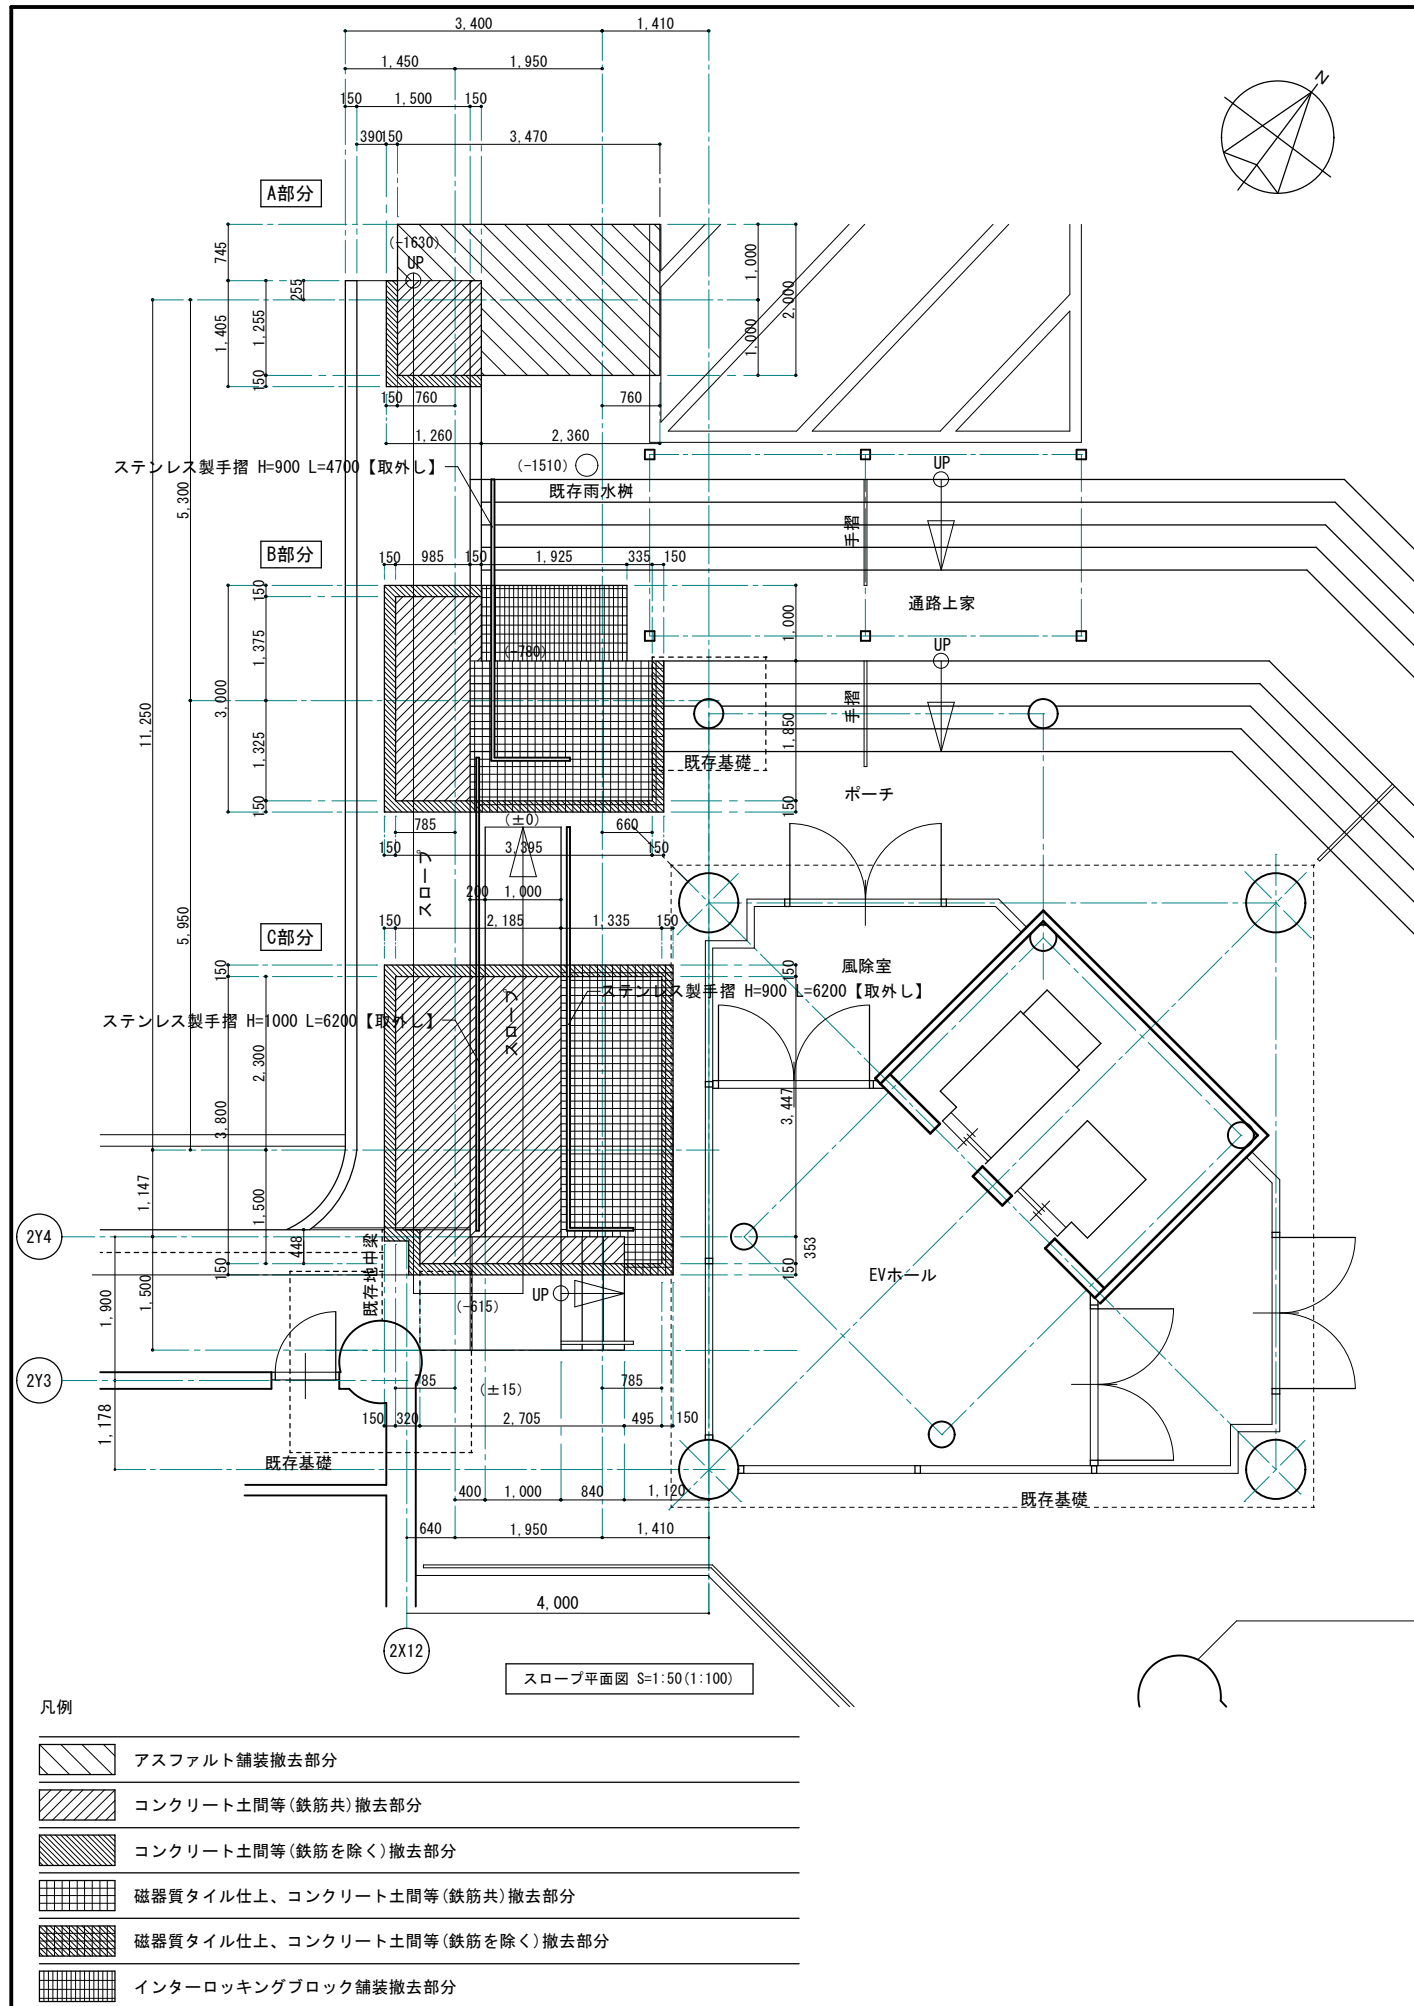 3,400 1,410
1,450 1,950
150 1,500 150
390 150 3,470
N
A部分
745
(-1630)
UP
255
1,405
1,255
150
1,000
1,000
2,000
150 760 760
1,260 2,360
ステンレス製手摺 H=900 L=4700【取外し】
(-1510)
既存雨水桝
UP
手摺
5,300
B部分
150 985 150 1,925 335 150
通路上家
150
1,375
3,000
1,325
150
(-780)
1,000
1,850
150
UP
手摺
11,250
既存基礎
ポーチ
785 (±0) 660
150 3,395 150
スロープ
200 1,000
5,950
C部分
150 2,185 1,335 150
風除室
150
150
ステンレス製手摺 H=900 L=6200【取外し】
ステンレス製手摺 H=1000 L=6200【取外し】
スロープ
2,300
3,800
3,447
1,147
1,500
2Y4
448
353
150
150
既存地中梁
EVホール
1,900
1,500
(-615)
UP
2Y3
785 (±15) 785
1,178
150 320 2,705 495 150
既存基礎
400 1,000 840 1,120
既存基礎
640 1,950 1,410
4,000
2X12
スロープ平面図 S=1:50(1:100)
凡例
アスファルト舗装撤去部分
コンクリート土間等(鉄筋共)撤去部分
コンクリート土間等(鉄筋を除く)撤去部分
磁器質タイル仕上、コンクリート土間等(鉄筋共)撤去部分
磁器質タイル仕上、コンクリート土間等(鉄筋を除く)撤去部分
インターロッキングブロック舗装撤去部分